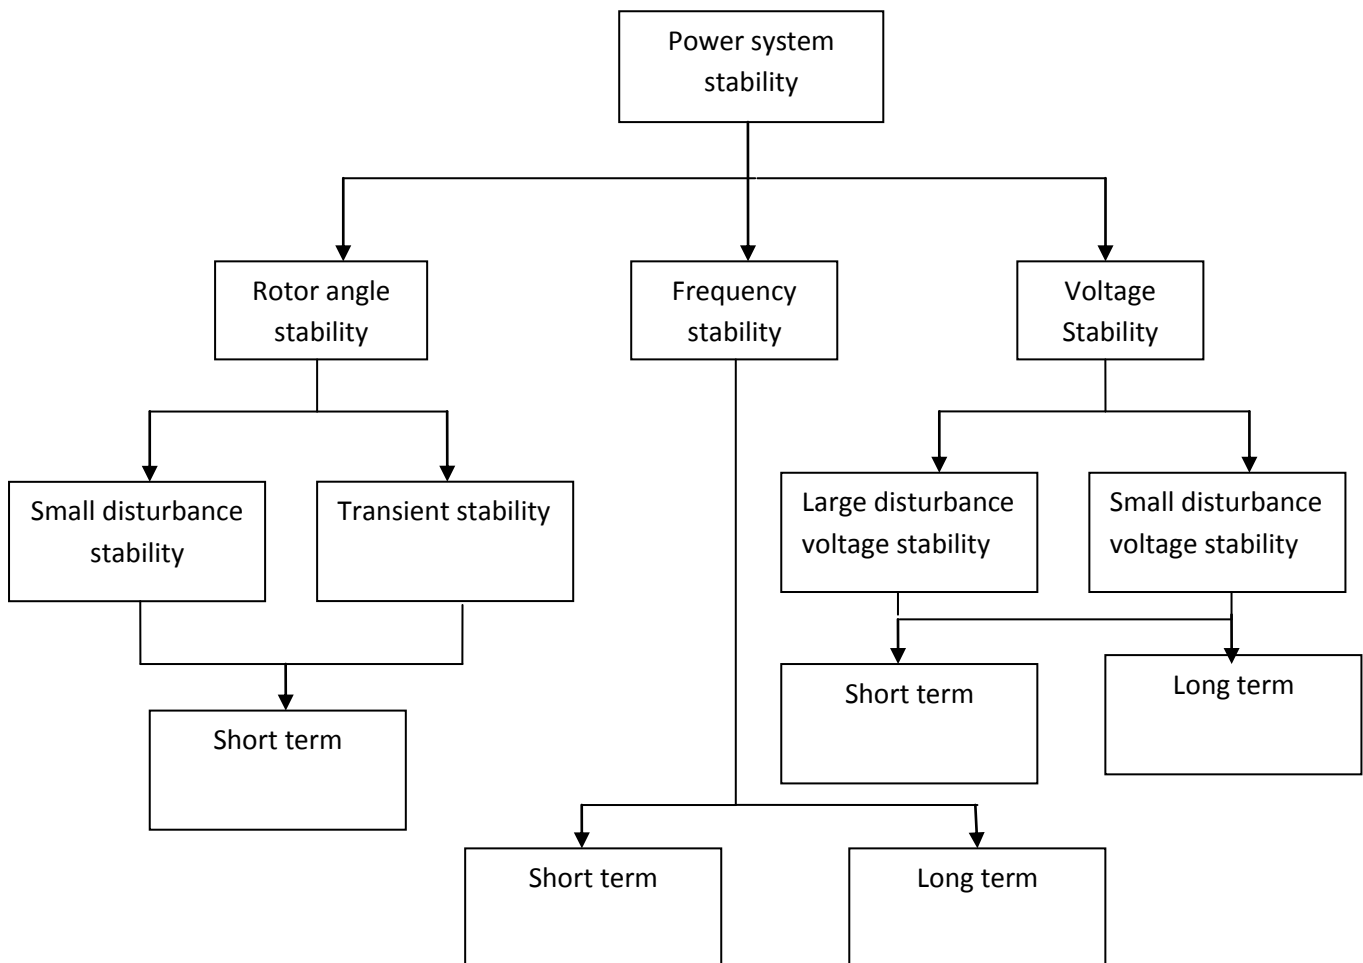 Power system
stability
Rotor angle
stability
Frequency
stability
Voltage
Stability
Small disturbance
stability
Transient stability
Large disturbance
voltage stability
Small disturbance
voltage stability
Short term
Long term
Short term
Short term
Long term